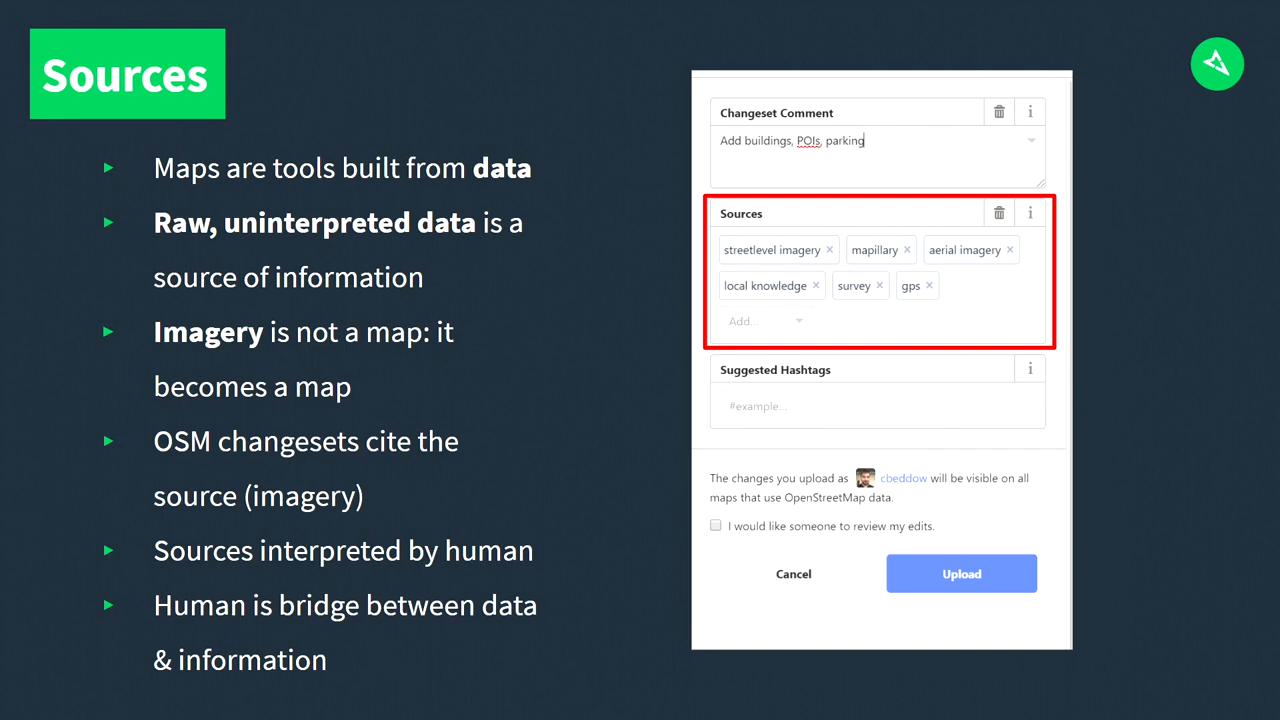 Sources
Maps are tools built from data
Raw, uninterpreted data is a
source of information
Imagery is not a map: it
becomes a map
OSM changesets cite the
source (imagery)
Sources interpreted by human
Human is bridge between data
& information
Changeset Comment
Add buildings, POIs, parking
Sources
streetlevel imagery × mapillary × aerial imagery ×
local knowledge × survey × gps ×
Add...
Suggested Hashtags
#example...
The changes you upload as cbeddow will be visible on all
maps that use OpenStreetMap data.
I would like someone to review my edits.
Cancel Upload